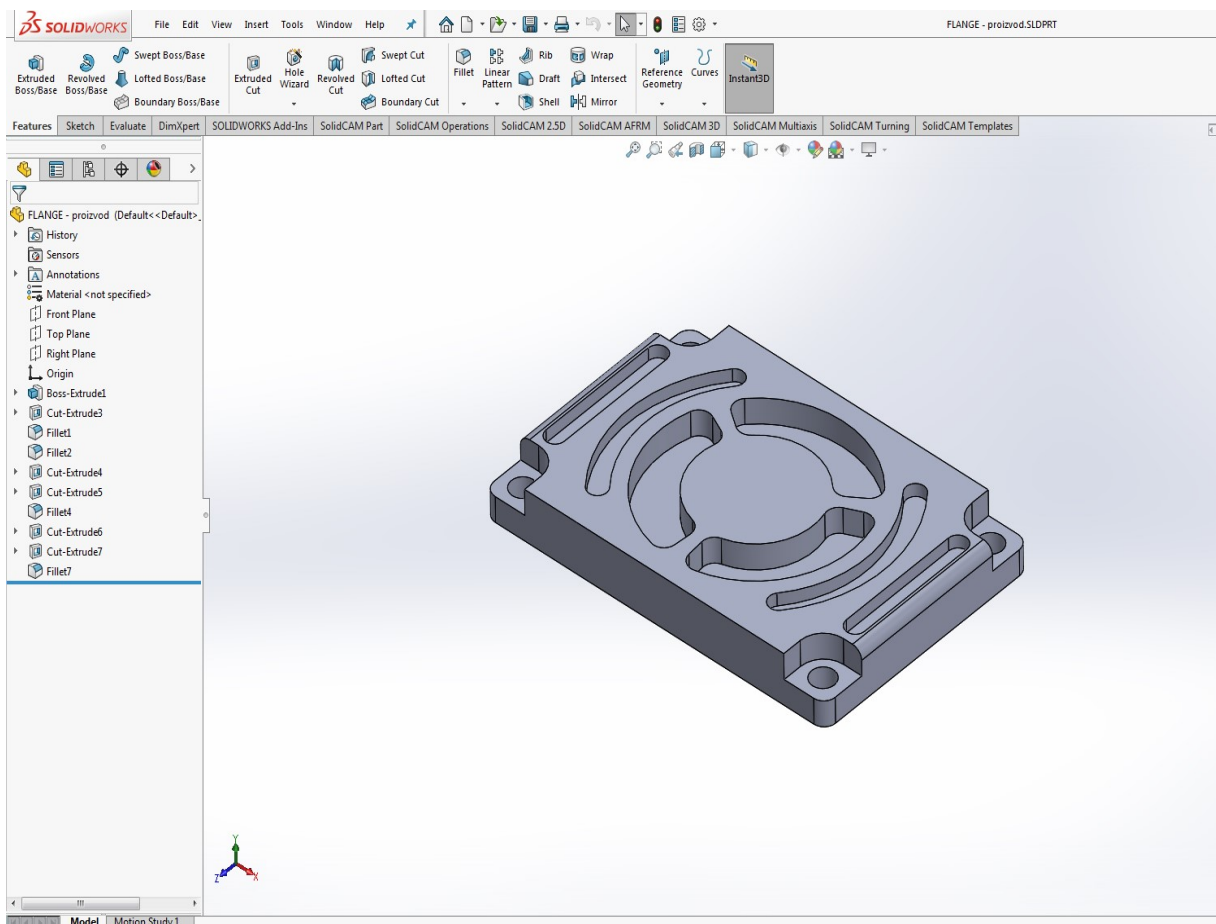 SOLIDWORKS File Edit View Insert Tools Window Help FLANGE - proizvod.SLDPRT
Extruded Boss/Base
Revolved Boss/Base
Swept Boss/Base
Lofted Boss/Base
Boundary Boss/Base
Extruded Cut
Hole Wizard
Revolved Cut
Swept Cut
Lofted Cut
Boundary Cut
Fillet
Linear Pattern
Rib
Draft
Shell
Wrap
Intersect
Mirror
Reference Geometry
Curves
Instant3D
Features Sketch Evaluate DimXpert SOLIDWORKS Add-Ins SolidCAM Part SolidCAM Operations SolidCAM 2.5D SolidCAM AFRM SolidCAM 3D SolidCAM Multiaxis SolidCAM Turning SolidCAM Templates
FLANGE - proizvod (Default<<Default>_
History
Sensors
Annotations
Material <not specified>
Front Plane
Top Plane
Right Plane
Origin
Boss-Extrude1
Cut-Extrude3
Fillet1
Fillet2
Cut-Extrude4
Cut-Extrude5
Fillet4
Cut-Extrude6
Cut-Extrude7
Fillet7
Y
Z X
Model Motion Study 1